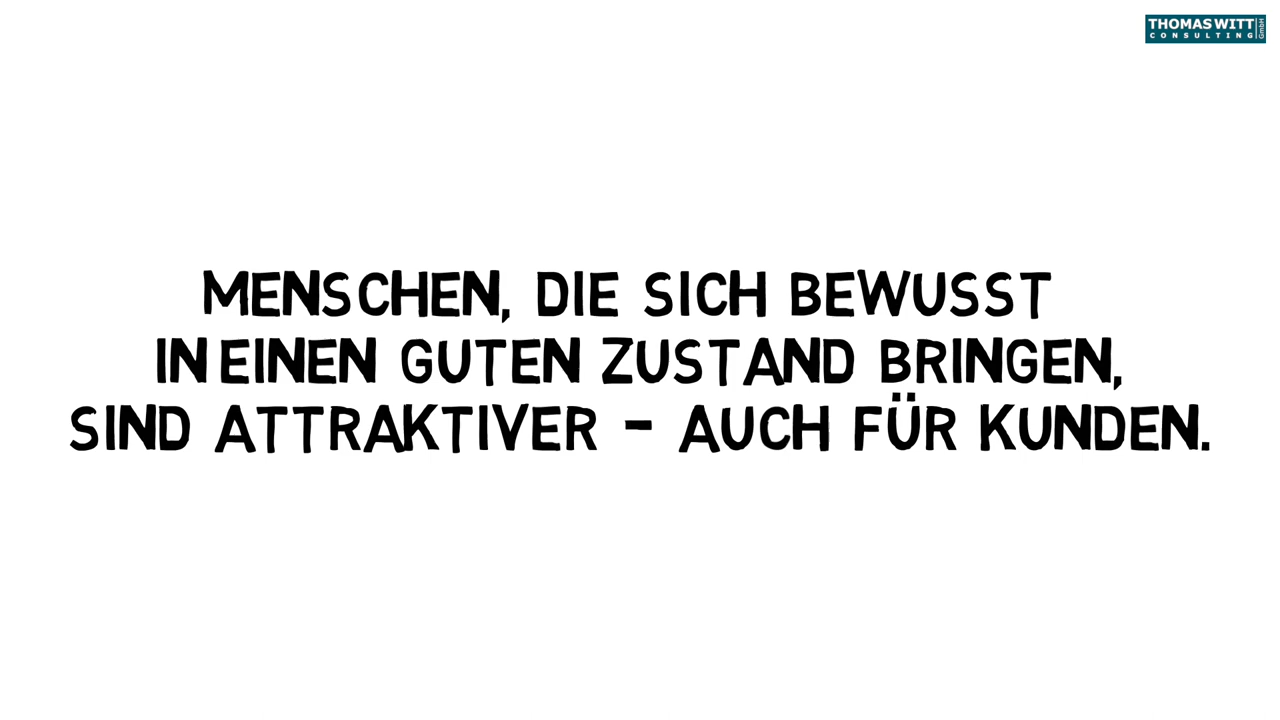 THOMAS WITT GmbH
CONSULTING
MENSCHEN, DIE SICH BEWUSST
IN EINEN GUTEN ZUSTAND BRINGEN,
SIND ATTRAKTIVER – AUCH FÜR KUNDEN.